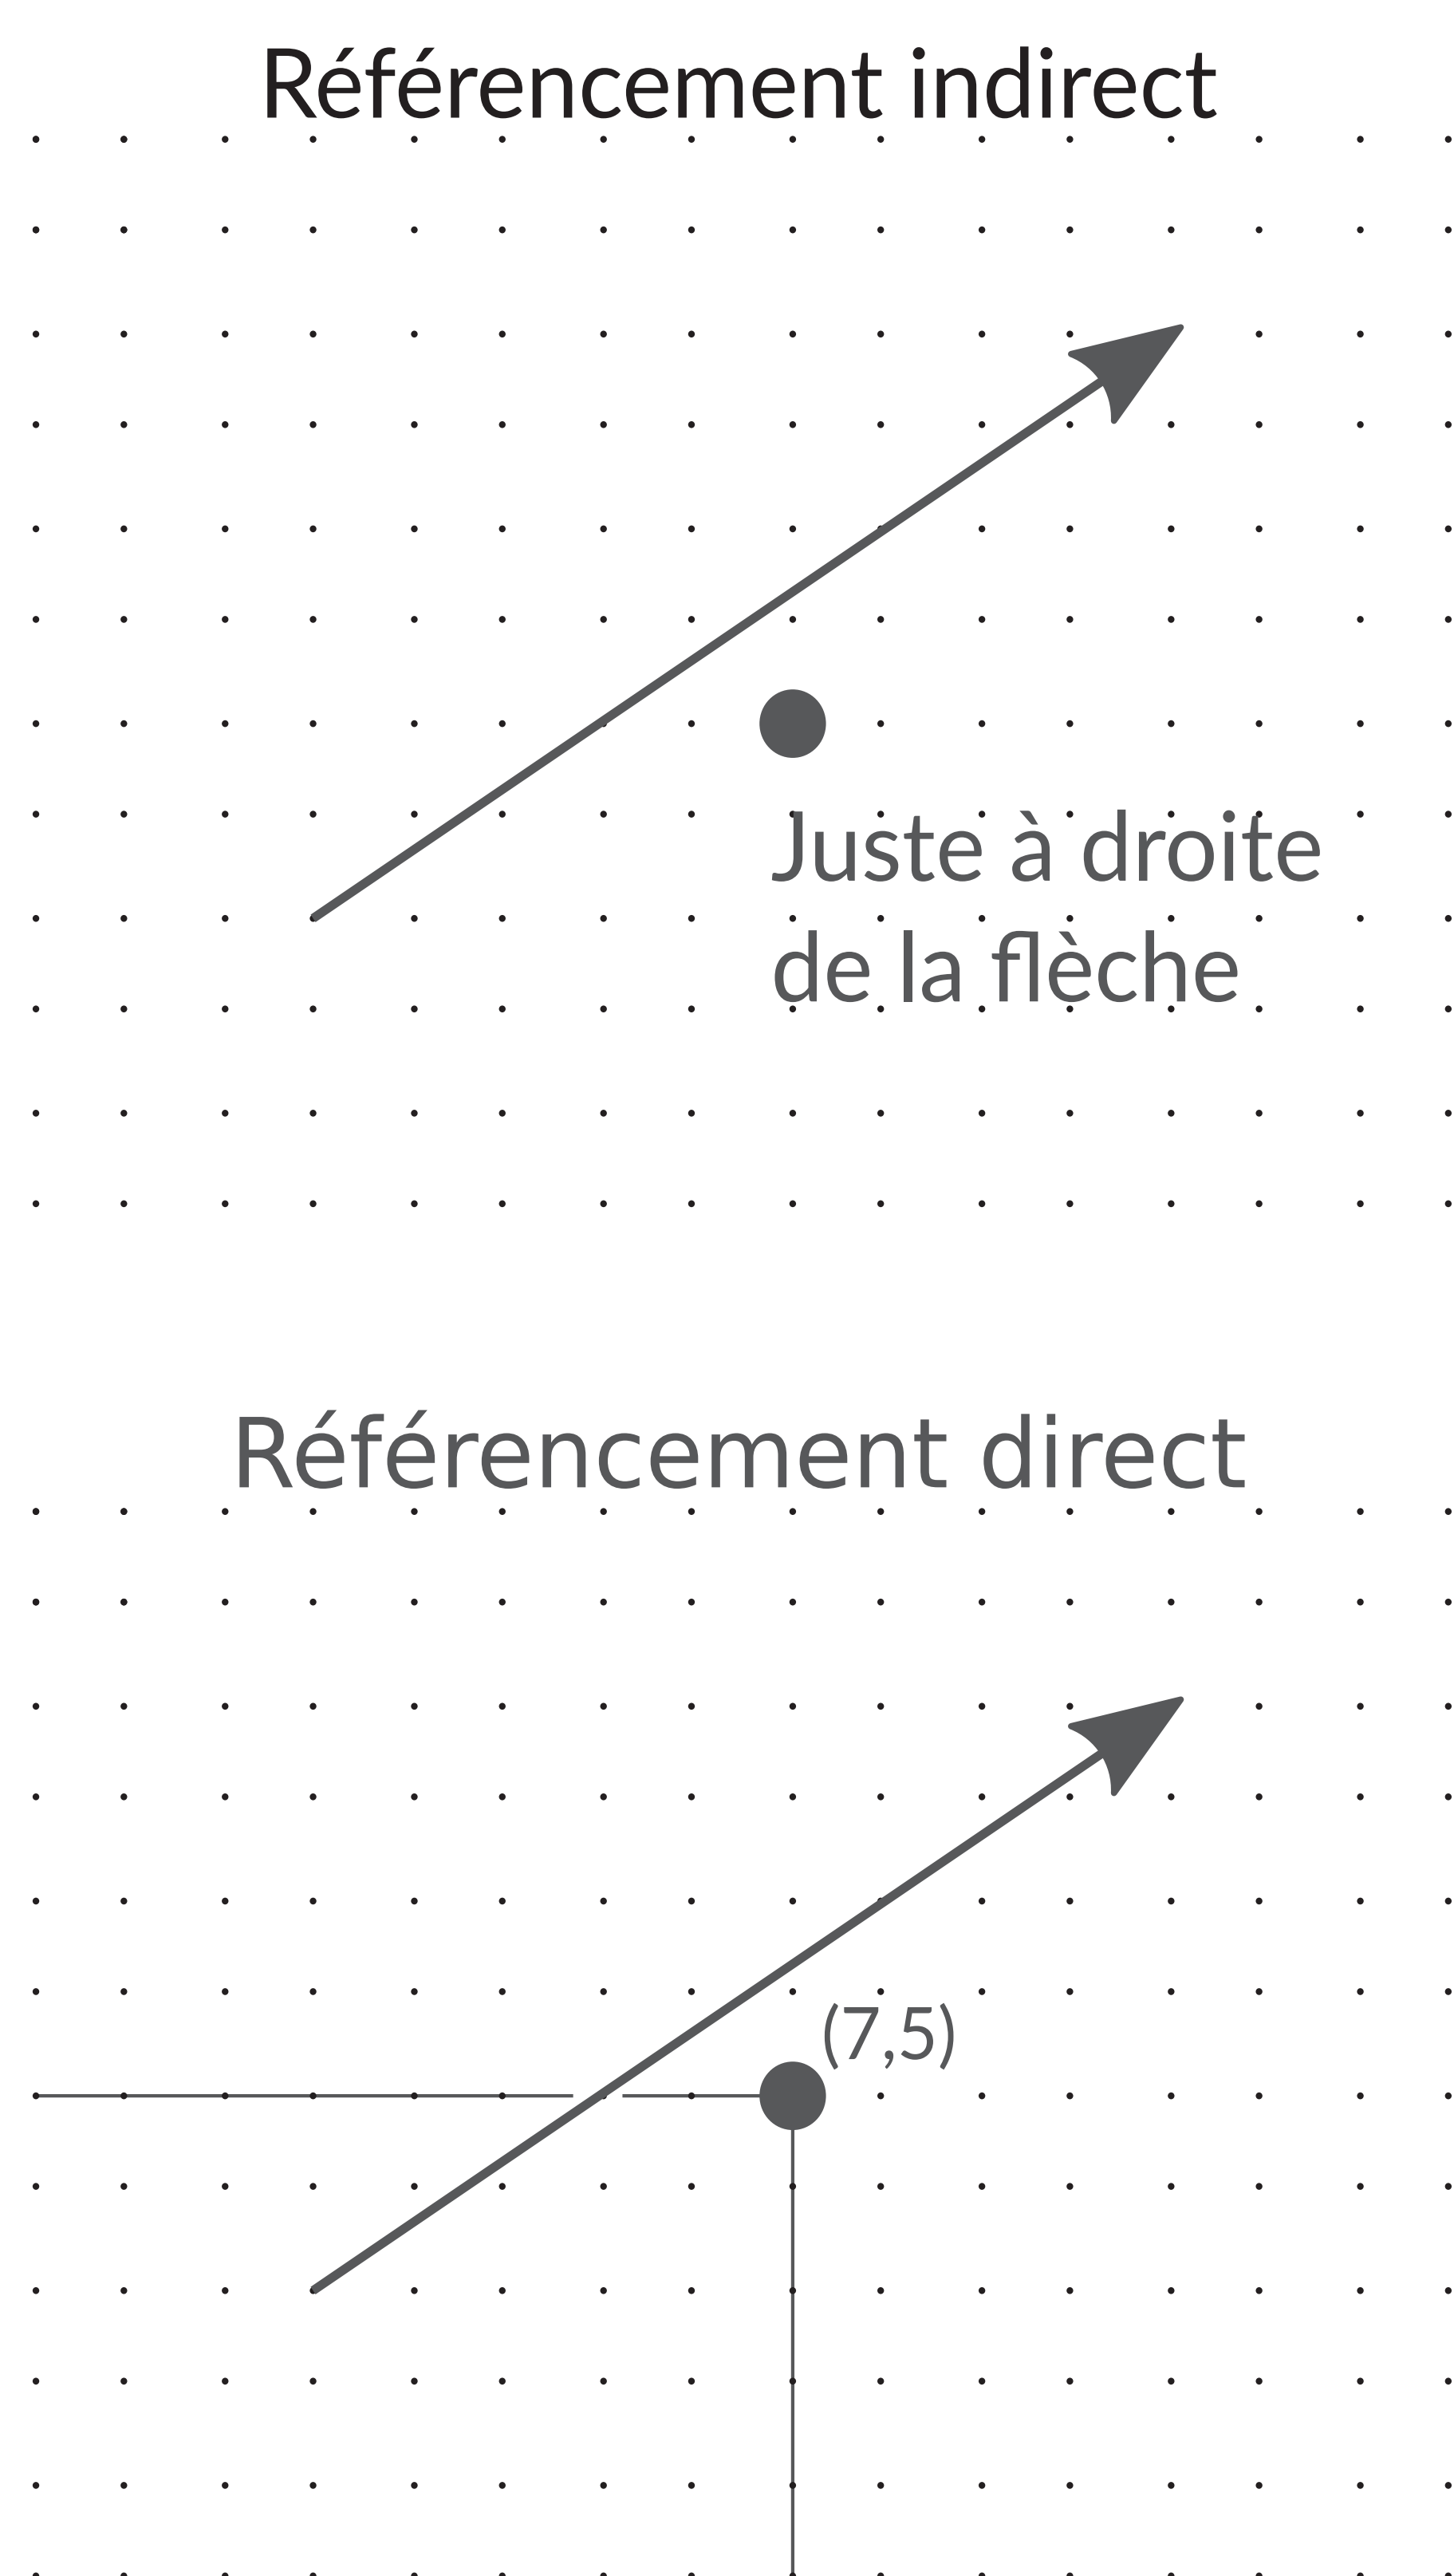 Référencement indirect
Juste à droite
de la flèche
Référencement direct
(7,5)